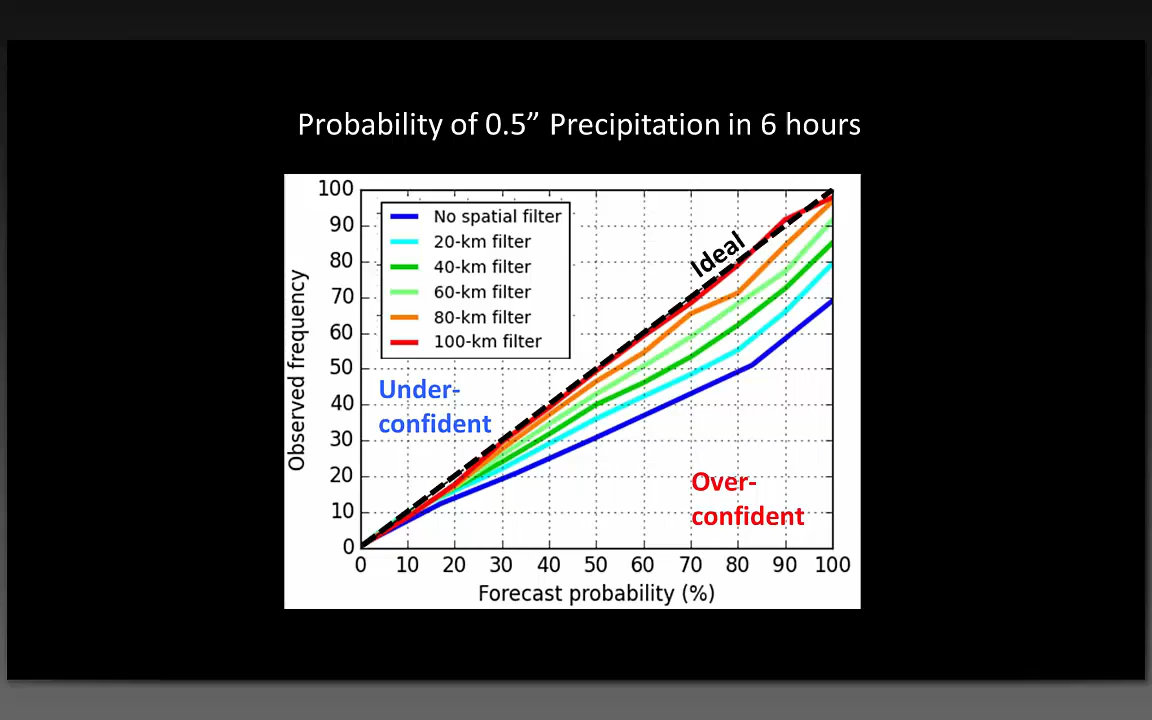 Probability of 0.5” Precipitation in 6 hours
100
90
80
70
60
50
40
30
20
10
0
Observed frequency
No spatial filter
20-km filter
40-km filter
60-km filter
80-km filter
100-km filter
Ideal
Under-
confident
Over-
confident
0 10 20 30 40 50 60 70 80 90 100
Forecast probability (%)